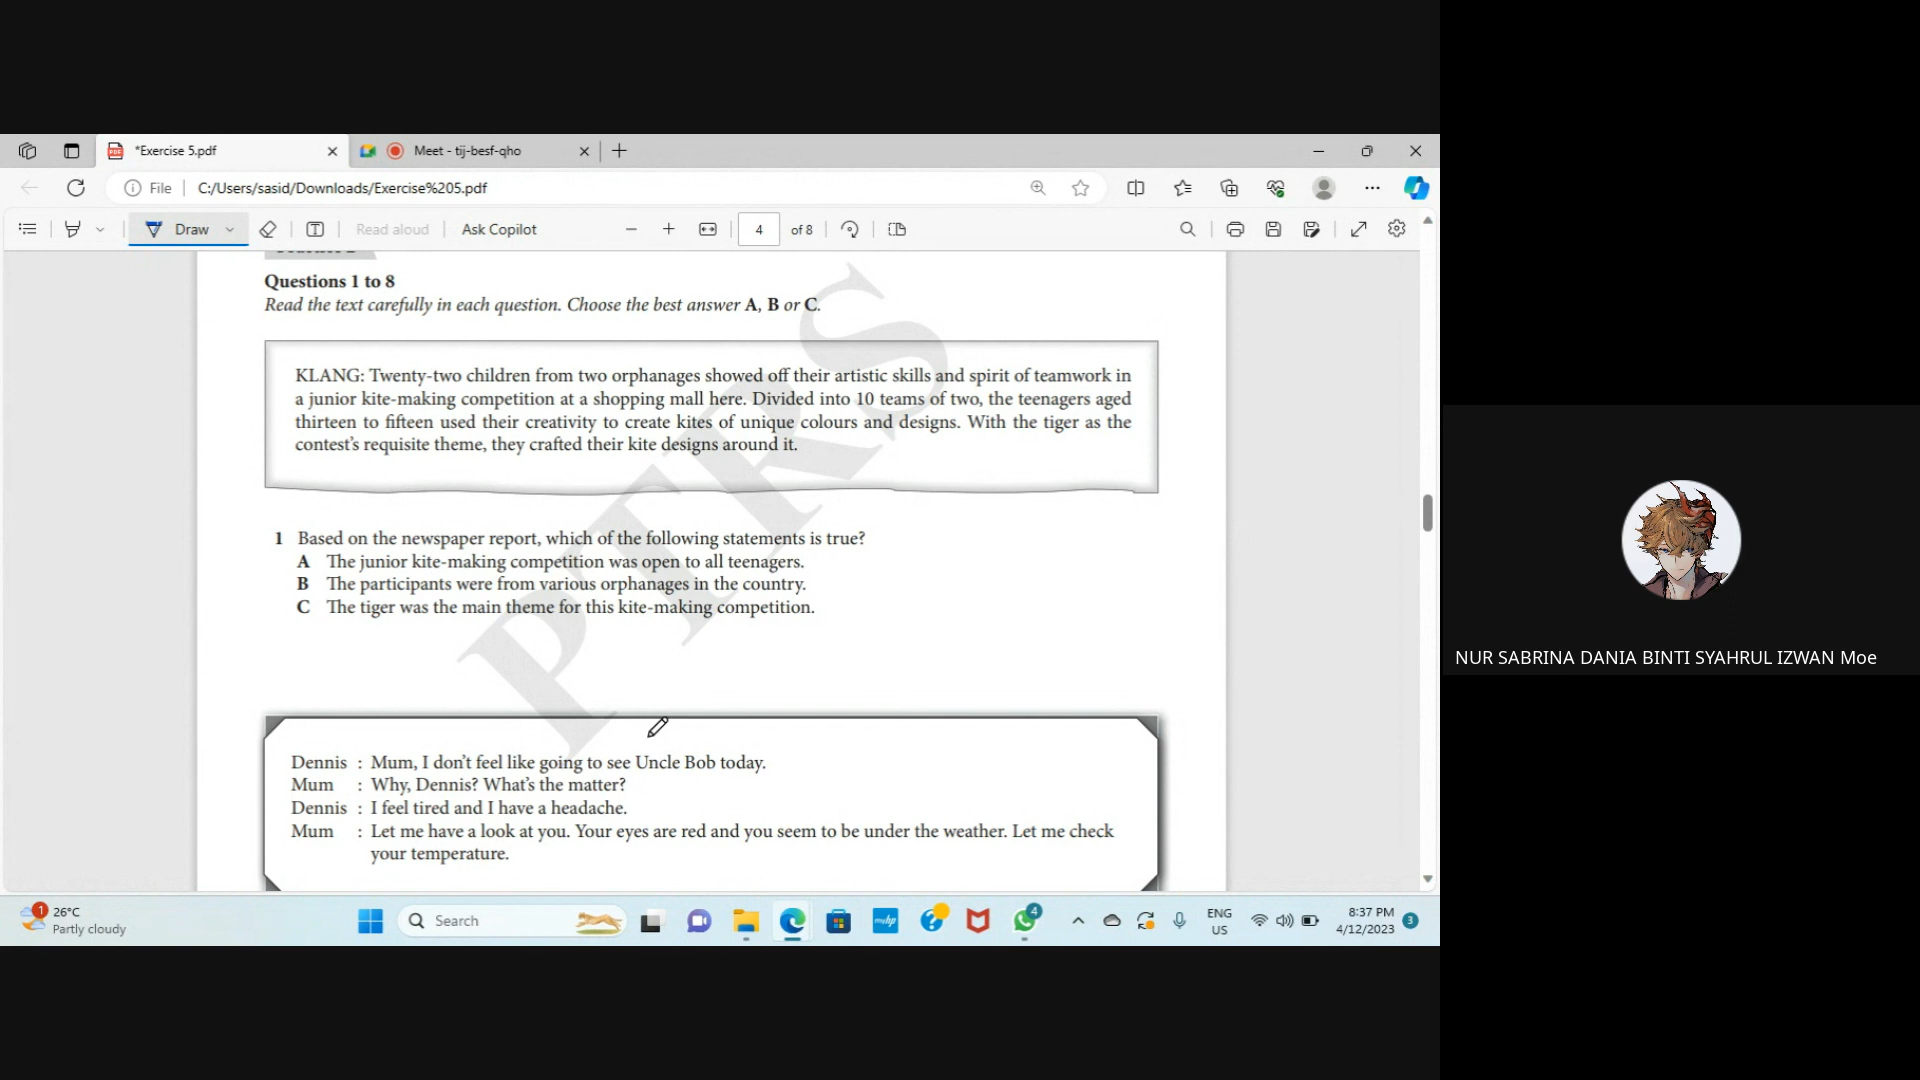 *Exercise 5.pdf
Meet - tij-besf-qho
File
C:/Users/sasid/Downloads/Exercise%205.pdf
Draw
Read aloud
Ask Copilot
4 of 8
Questions 1 to 8
Read the text carefully in each question. Choose the best answer A, B or C.
KLANG: Twenty-two children from two orphanages showed off their artistic skills and spirit of teamwork in
a junior kite-making competition at a shopping mall here. Divided into 10 teams of two, the teenagers aged
thirteen to fifteen used their creativity to create kites of unique colours and designs. With the tiger as the
contest's requisite theme, they crafted their kite designs around it.
1 Based on the newspaper report, which of the following statements is true?
A The junior kite-making competition was open to all teenagers.
B The participants were from various orphanages in the country.
C The tiger was the main theme for this kite-making competition.
PTRS
Dennis : Mum, I don't feel like going to see Uncle Bob today.
Mum : Why, Dennis? What's the matter?
Dennis : I feel tired and I have a headache.
Mum : Let me have a look at you. Your eyes are red and you seem to be under the weather. Let me check
your temperature.
NUR SABRINA DANIA BINTI SYAHRUL IZWAN Moe
1
26°C
Partly cloudy
Search
myhp
4
ENG
US
8:37 PM
4/12/2023
3